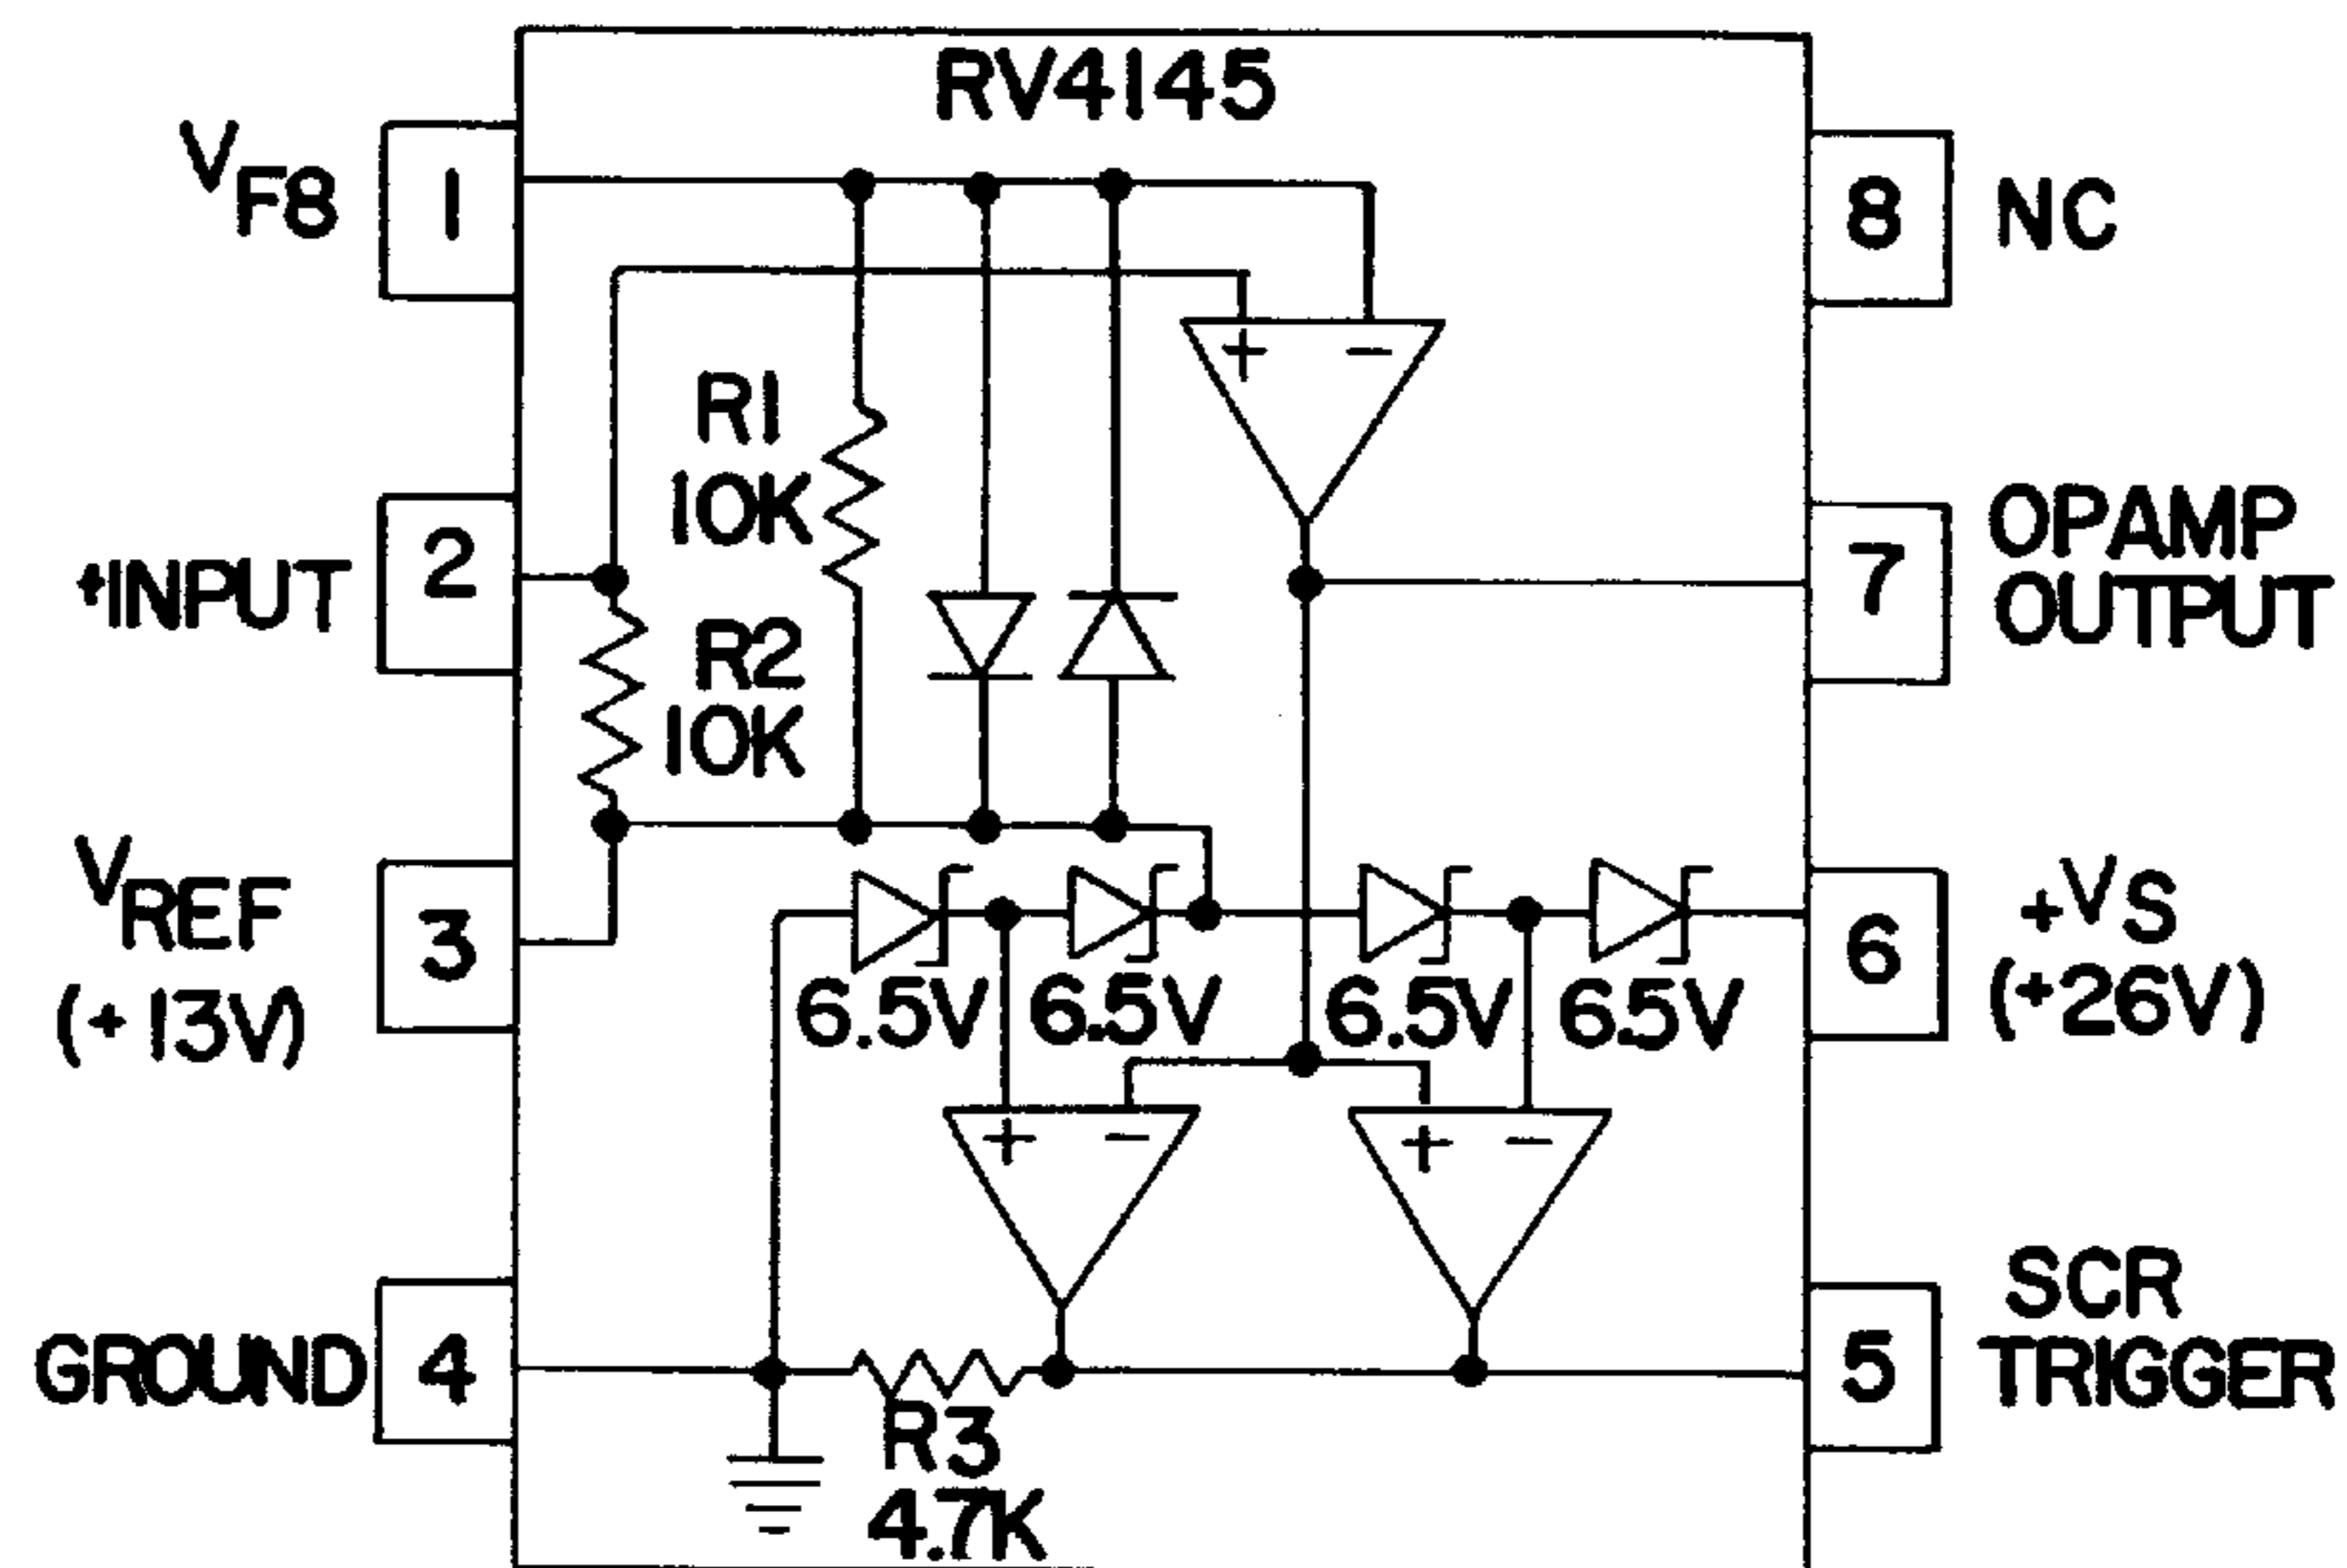 RV4145
VF8
1
8
NC
R1
10K
+INPUT
2
7
OPAMP
OUTPUT
R2
10K
VREF
(+13V)
3
6
+VS
(+26V)
6.5V 6.5V 6.5V 6.5V
+ -
+ -
+ -
GROUND
4
5
SCR
TRIGGER
R3
4.7K